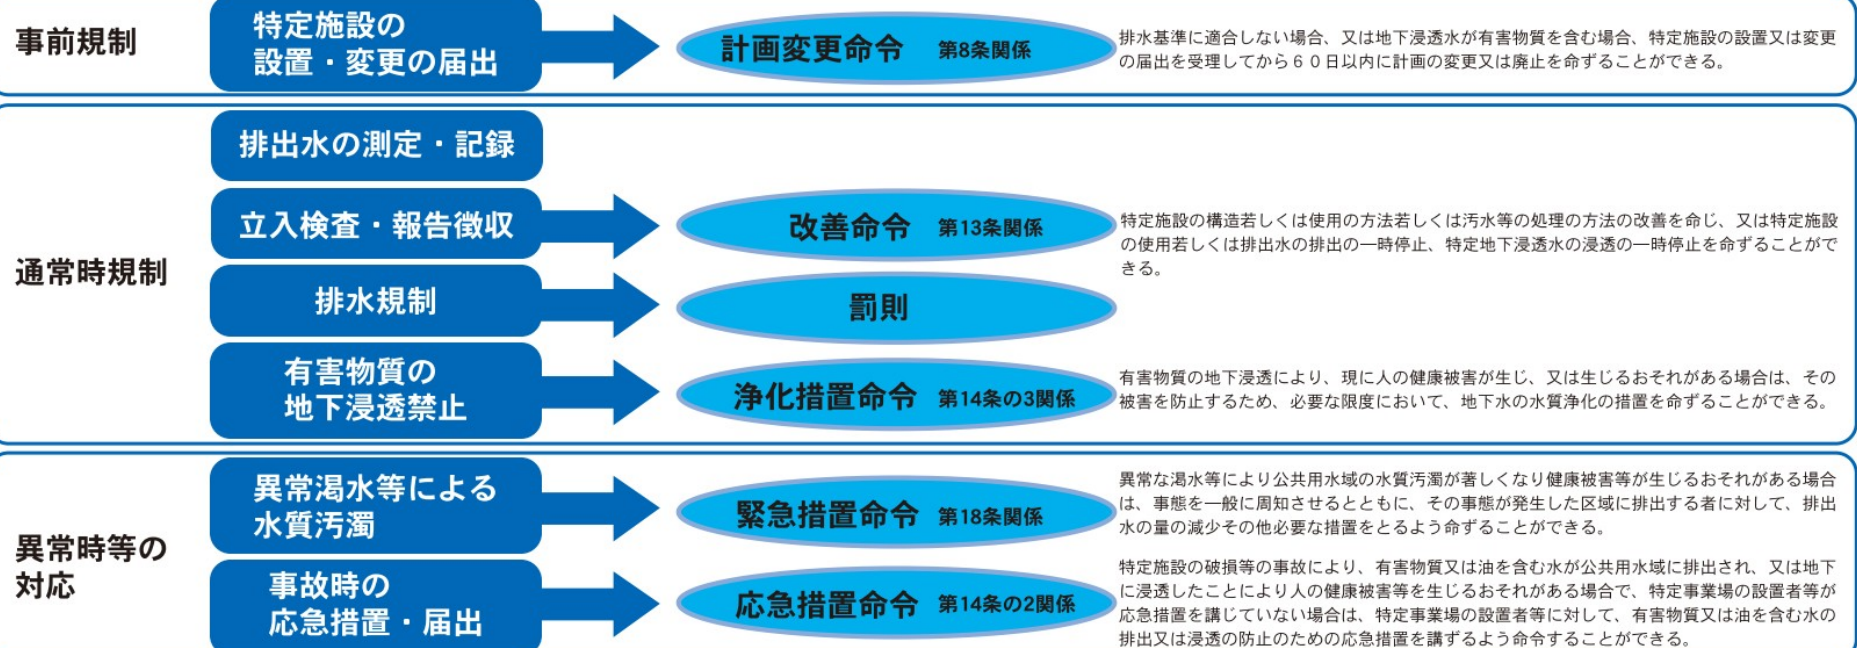 事前規制
特定施設の
設置・変更の届出
計画変更命令 第8条関係
排水基準に適合しない場合、又は地下浸透水が有害物質を含む場合、特定施設の設置又は変更
の届出を受理してから60日以内に計画の変更又は廃止を命ずることができる。
通常時規制
排出水の測定・記録
立入検査・報告徴収
改善命令 第13条関係
特定施設の構造若しくは使用の方法若しくは汚水等の処理の方法の改善を命じ、又は特定施設
の使用若しくは排出水の排出の一時停止、特定地下浸透水の浸透の一時停止を命ずることがで
きる。
排水規制
罰則
有害物質の
地下浸透禁止
浄化措置命令 第14条の3関係
有害物質の地下浸透により、現に人の健康被害が生じ、又は生じるおそれがある場合は、その
被害を防止するため、必要な限度において、地下水の水質浄化の措置を命ずることができる。
異常時等の
対応
異常渇水等による
水質汚濁
緊急措置命令 第18条関係
異常な渇水等により公共用水域の水質汚濁が著しくなり健康被害等が生じるおそれがある場合
は、事態を一般に周知させるとともに、その事態が発生した区域に排出する者に対して、排出
水の量の減少その他必要な措置をとるよう命ずることができる。
事故時の
応急措置・届出
応急措置命令 第14条の2関係
特定施設の破損等の事故により、有害物質又は油を含む水が公共用水域に排出され、又は地下
に浸透したことにより人の健康被害等を生じるおそれがある場合で、特定事業場の設置者等が
応急措置を講じていない場合は、特定事業場の設置者等に対して、有害物質又は油を含む水の
排出又は浸透の防止のための応急措置を講ずるよう命令することができる。